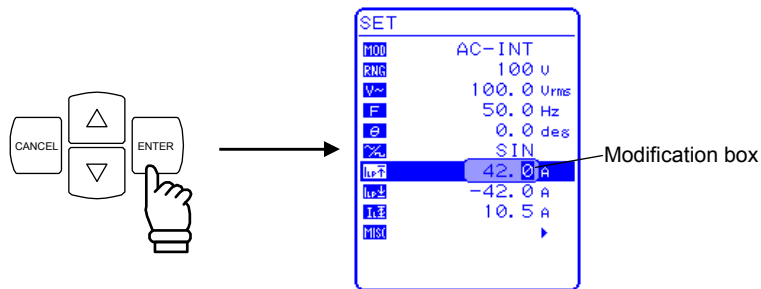 CANCEL
ENTER
SET
MOD AC-INT
RNG 100 V
V~ 100.0 Vrms
F 50.0 Hz
θ 0.0 deg
SIN
42.0 A
-42.0 A
10.5 A
MISC
Modification box